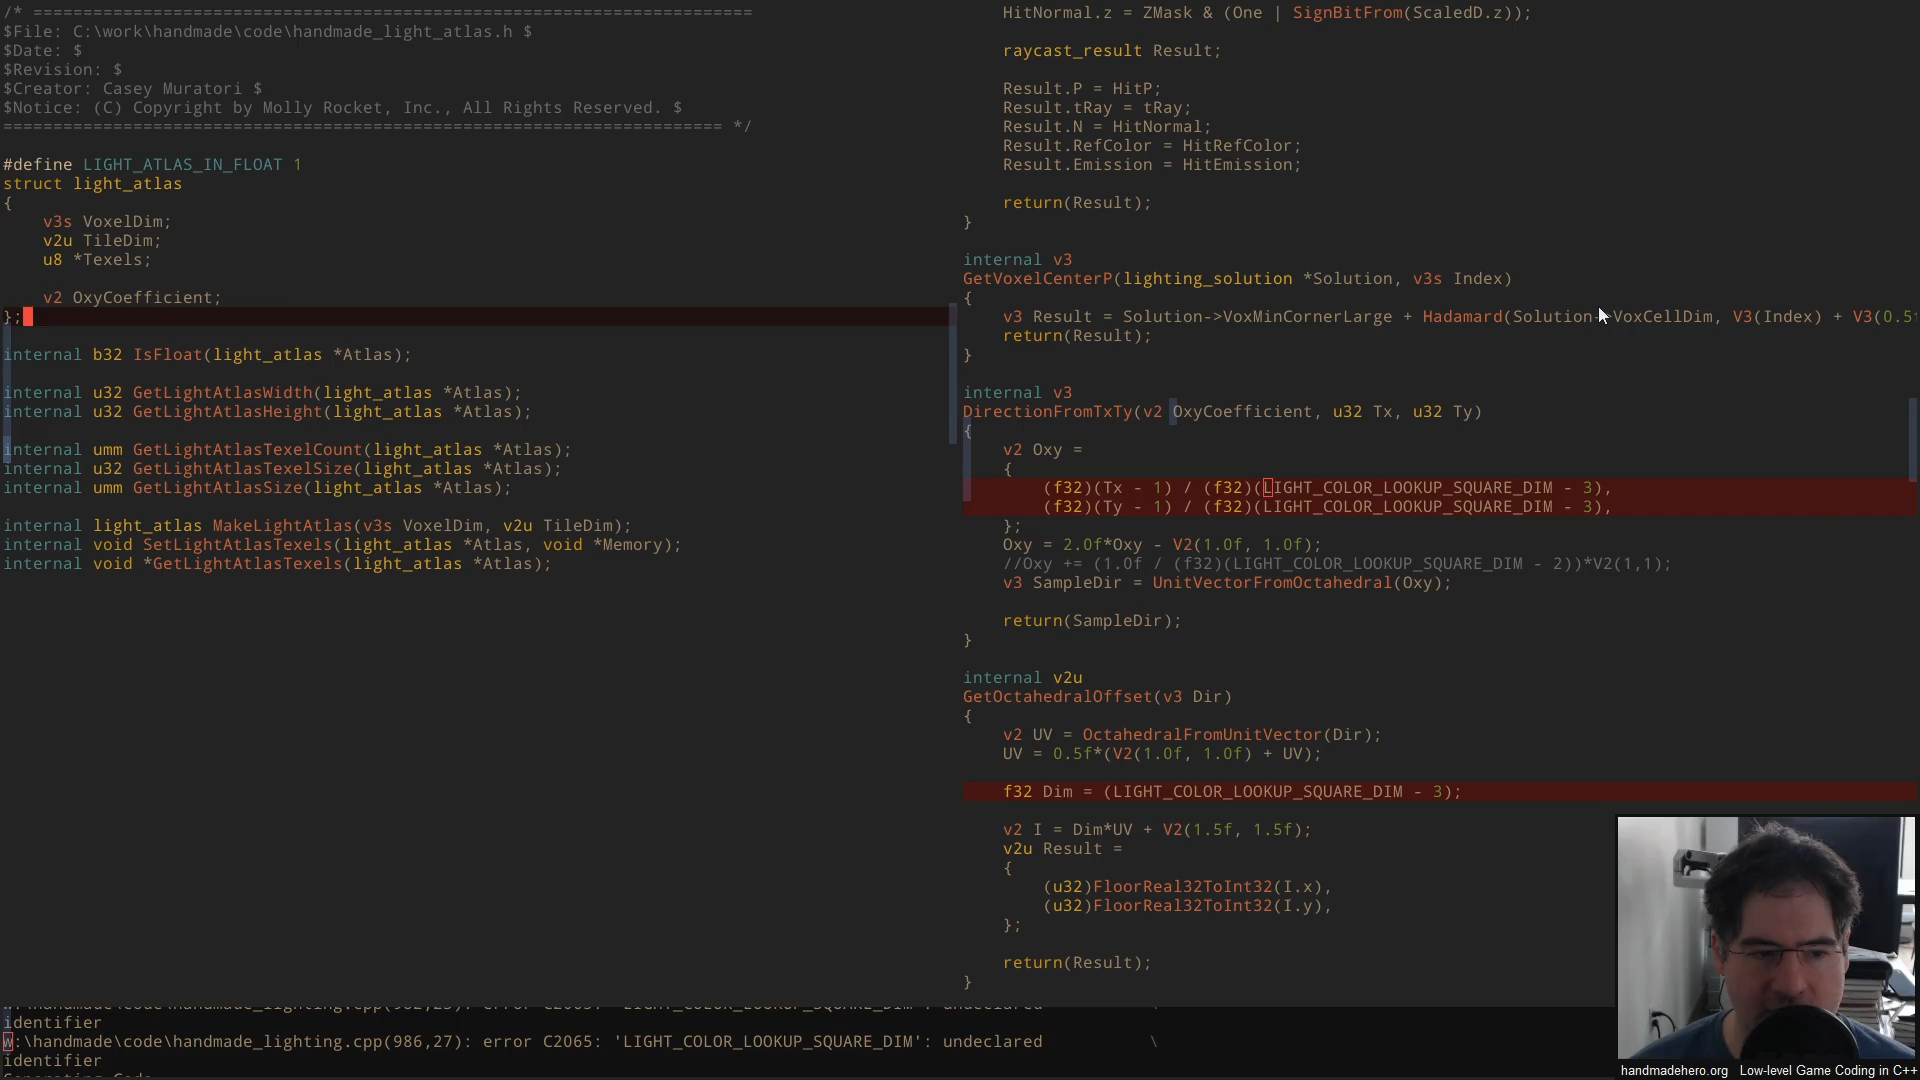 /* ========================================================================
$File: C:\work\handmade\code\handmade_light_atlas.h $
$Date: $
$Revision: $
$Creator: Casey Muratori $
$Notice: (C) Copyright by Molly Rocket, Inc., All Rights Reserved. $
======================================================================== */
#define LIGHT_ATLAS_IN_FLOAT 1
struct light_atlas
{
v3s VoxelDim;
v2u TileDim;
u8 *Texels;
v2 OxyCoefficient;
};
internal b32 IsFloat(light_atlas *Atlas);
internal u32 GetLightAtlasWidth(light_atlas *Atlas);
internal u32 GetLightAtlasHeight(light_atlas *Atlas);
internal umm GetLightAtlasTexelCount(light_atlas *Atlas);
internal u32 GetLightAtlasTexelSize(light_atlas *Atlas);
internal umm GetLightAtlasSize(light_atlas *Atlas);
internal light_atlas MakeLightAtlas(v3s VoxelDim, v2u TileDim);
internal void SetLightAtlasTexels(light_atlas *Atlas, void *Memory);
internal void *GetLightAtlasTexels(light_atlas *Atlas);
HitNormal.z = ZMask & (One | SignBitFrom(ScaledD.z));
raycast_result Result;
Result.P = HitP;
Result.tRay = tRay;
Result.N = HitNormal;
Result.RefColor = HitRefColor;
Result.Emission = HitEmission;
return(Result);
}
internal v3
GetVoxelCenterP(lighting_solution *Solution, v3s Index)
{
v3 Result = Solution->VoxMinCornerLarge + Hadamard(Solution->VoxCellDim, V3(Index) + V3(0.5
return(Result);
}
internal v3
DirectionFromTxTy(v2 OxyCoefficient, u32 Tx, u32 Ty)
{
v2 Oxy =
{
(f32)(Tx - 1) / (f32)(LIGHT_COLOR_LOOKUP_SQUARE_DIM - 3),
(f32)(Ty - 1) / (f32)(LIGHT_COLOR_LOOKUP_SQUARE_DIM - 3),
};
Oxy = 2.0f*Oxy - V2(1.0f, 1.0f);
//Oxy += (1.0f / (f32)(LIGHT_COLOR_LOOKUP_SQUARE_DIM - 2))*V2(1,1);
v3 SampleDir = UnitVectorFromOctahedral(Oxy);
return(SampleDir);
}
internal v2u
GetOctahedralOffset(v3 Dir)
{
v2 UV = OctahedralFromUnitVector(Dir);
UV = 0.5f*(V2(1.0f, 1.0f) + UV);
f32 Dim = (LIGHT_COLOR_LOOKUP_SQUARE_DIM - 3);
v2 I = Dim*UV + V2(1.5f, 1.5f);
v2u Result =
{
(u32)FloorReal32ToInt32(I.x),
(u32)FloorReal32ToInt32(I.y),
};
return(Result);
}
w:\handmade\code\handmade_lighting.cpp(982,25): error C2065: 'LIGHT_COLOR_LOOKUP_SQUARE_DIM': undeclared \
identifier
w:\handmade\code\handmade_lighting.cpp(986,27): error C2065: 'LIGHT_COLOR_LOOKUP_SQUARE_DIM': undeclared \
identifier
Generating Code
handmadehero.org Low-level Game Coding in C++